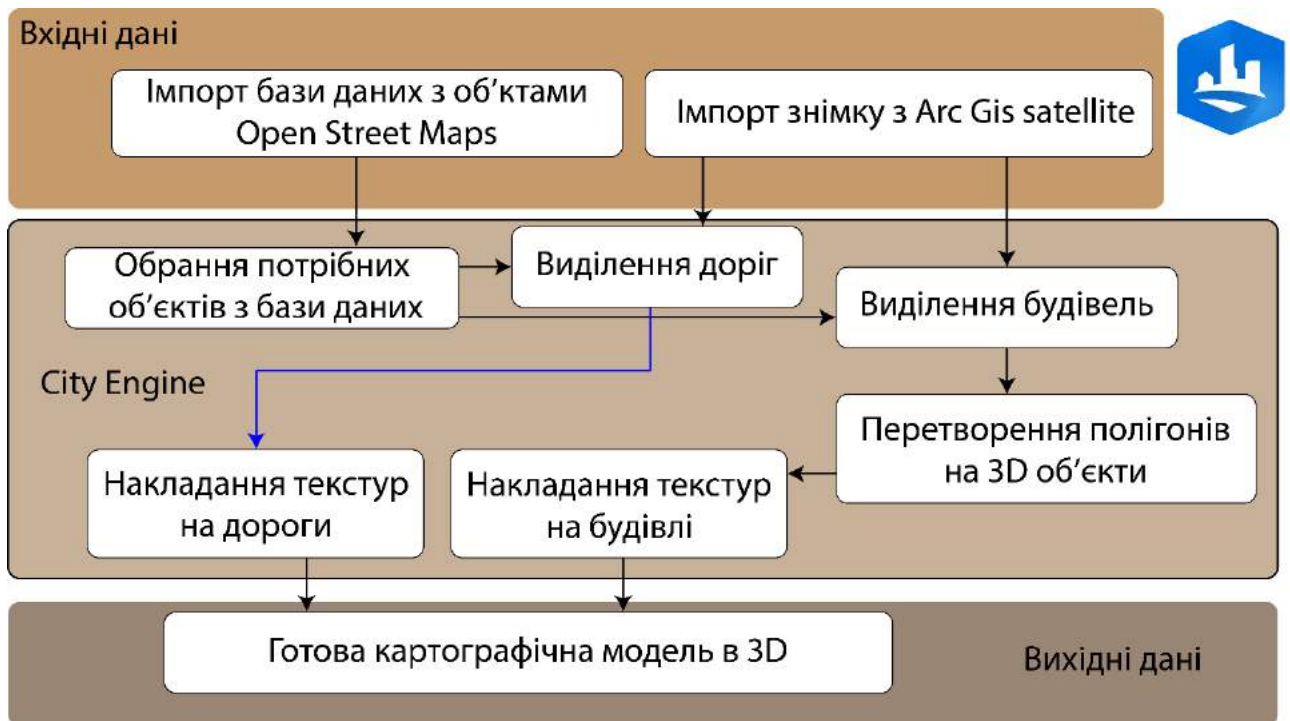 Вхідні дані
Імпорт бази даних з об’ктами
Open Street Maps
Імпорт знімку з Arc Gis satellite
Обрання потрібних
об’єктів з бази даних
Виділення доріг
Виділення будівель
City Engine
Перетворення полігонів
на 3D об’єкти
Накладання текстур
на дороги
Накладання текстур
на будівлі
Готова картографічна модель в 3D
Вихідні дані